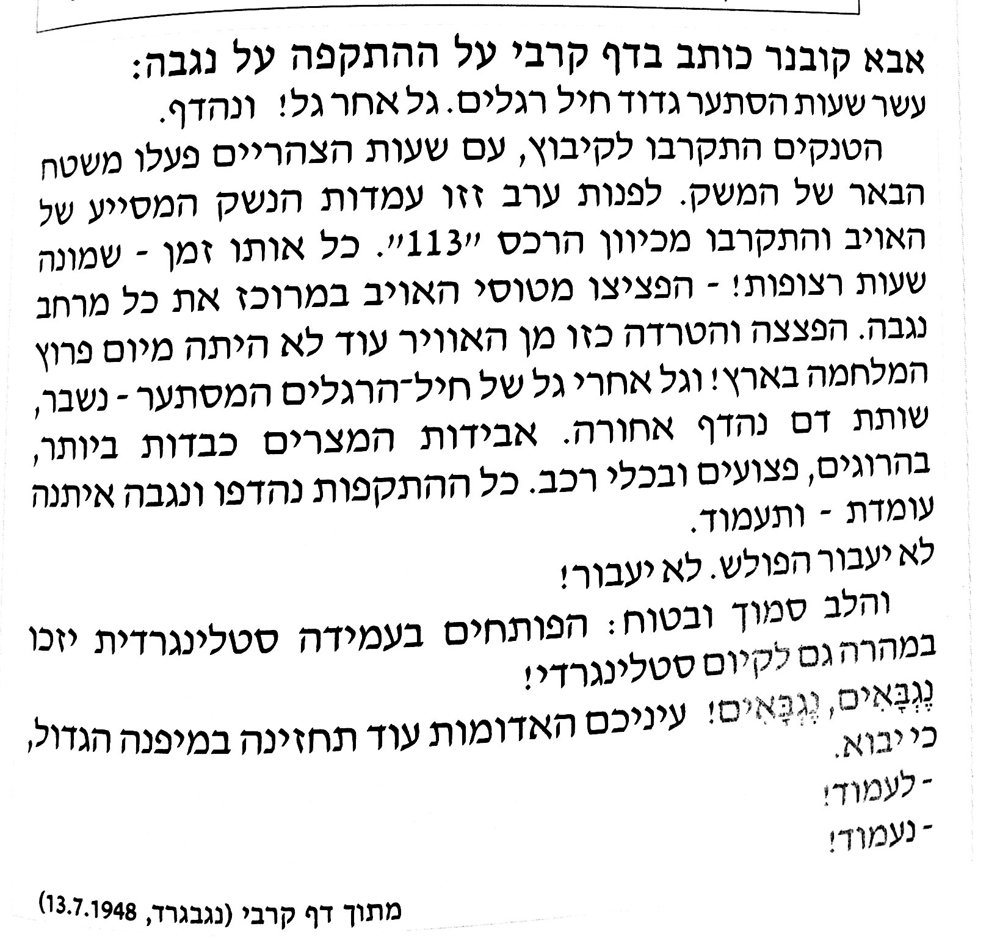 אבא קובנר כותב בדף קרבי על ההתקפה על נגבה:
עשר שעות הסתער גדוד חיל רגלים. גל אחר גל! ונהדף.
הטנקים התקרבו לקיבוץ, עם שעות הצהריים פעלו משטח
הבאר של המשק. לפנות ערב זזו עמדות הנשק המסייע של
האויב והתקרבו מכיוון הרכס "113". כל אותו זמן - שמונה
שעות רצופות! - הפציצו מטוסי האויב במרוכז את כל מרחב
נגבה. הפצצה והטרדה כזו מן האוויר עוד לא היתה מיום פרוץ
המלחמה בארץ! וגל אחרי גל של חיל־הרגלים המסתער - נשבר,
שותת דם נהדף אחורה. אבידות המצרים כבדות ביותר,
בהרוגים, פצועים ובכלי רכב. כל ההתקפות נהדפו ונגבה איתנה
עומדת - ותעמוד.
לא יעבור הפולש. לא יעבור!
והלב סמוך ובטוח: הפותחים בעמידה סטלינגרדית יזכו
במהרה גם לקיום סטלינגרדי!
נֶגְבָּאִים, נֶגְבָּאִים! עיניכם האדומות עוד תחזינה במיפנה הגדול,
כי יבוא.
- לעמוד!
- נעמוד!
מתוך דף קרבי (נגבגרד, 13.7.1948)